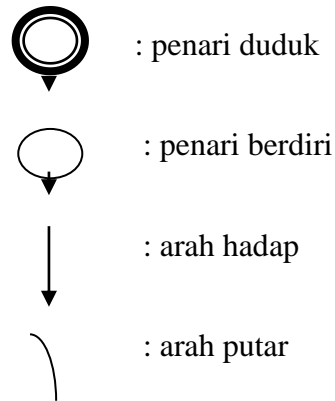 : penari duduk
: penari berdiri
: arah hadap
: arah putar